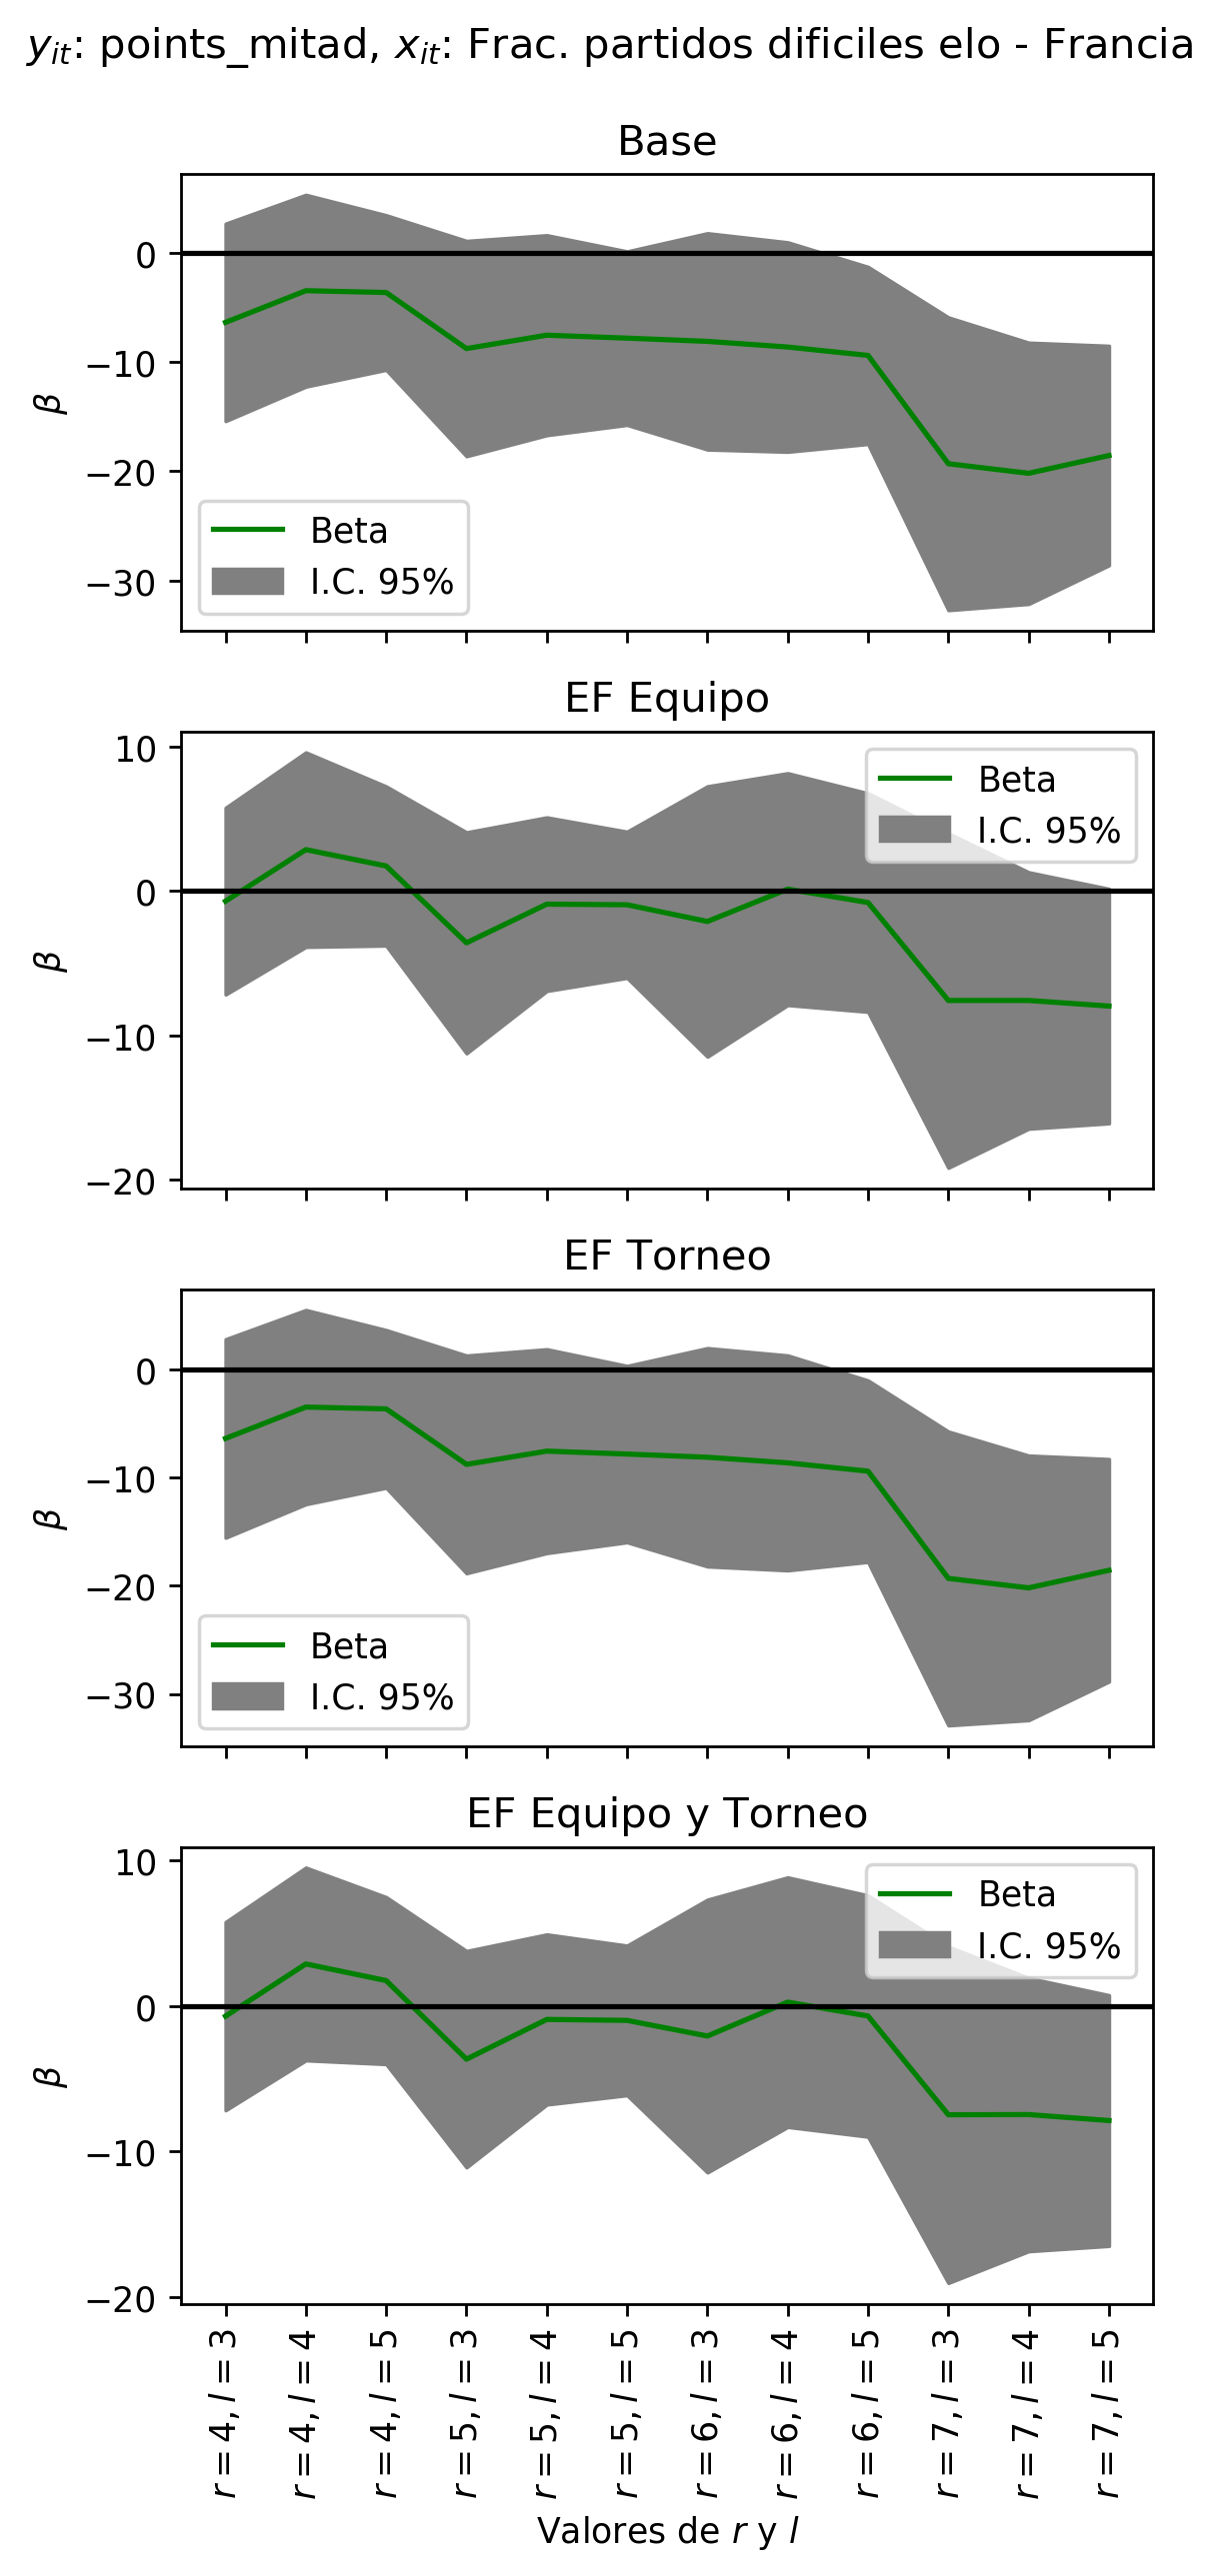 y_it: points_mitad, x_it: Frac. partidos dificiles elo - Francia
Base
0
−10
−20
−30
β
Beta
I.C. 95%
EF Equipo
10
0
−10
−20
β
Beta
I.C. 95%
EF Torneo
0
−10
−20
−30
β
Beta
I.C. 95%
EF Equipo y Torneo
10
0
−10
−20
β
Beta
I.C. 95%
r = 4, l = 3
r = 4, l = 4
r = 4, l = 5
r = 5, l = 3
r = 5, l = 4
r = 5, l = 5
r = 6, l = 3
r = 6, l = 4
r = 6, l = 5
r = 7, l = 3
r = 7, l = 4
r = 7, l = 5
Valores de r y l